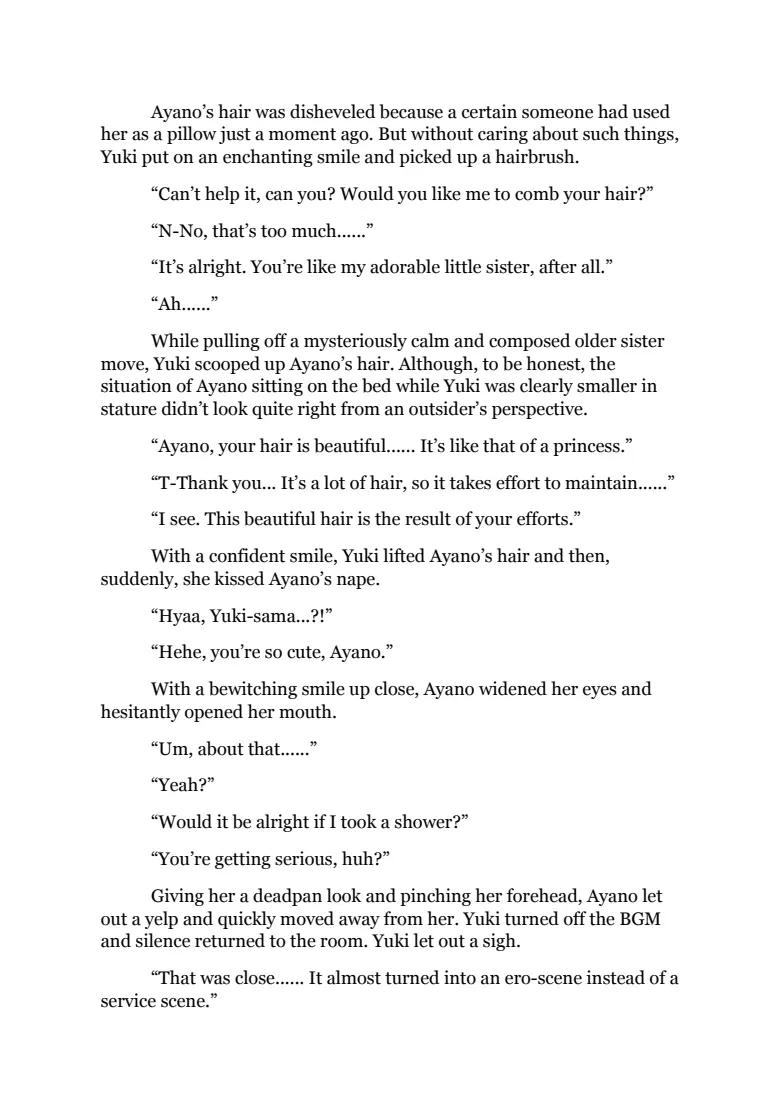 Ayano’s hair was disheveled because a certain someone had used
her as a pillow just a moment ago. But without caring about such things,
Yuki put on an enchanting smile and picked up a hairbrush.
“Can’t help it, can you? Would you like me to comb your hair?”
“N-No, that’s too much......”
“It’s alright. You’re like my adorable little sister, after all.”
“Ah......”
While pulling off a mysteriously calm and composed older sister
move, Yuki scooped up Ayano’s hair. Although, to be honest, the
situation of Ayano sitting on the bed while Yuki was clearly smaller in
stature didn’t look quite right from an outsider’s perspective.
“Ayano, your hair is beautiful...... It’s like that of a princess.”
“T-Thank you... It’s a lot of hair, so it takes effort to maintain......”
“I see. This beautiful hair is the result of your efforts.”
With a confident smile, Yuki lifted Ayano’s hair and then,
suddenly, she kissed Ayano’s nape.
“Hyaa, Yuki-sama...?!”
“Hehe, you’re so cute, Ayano.”
With a bewitching smile up close, Ayano widened her eyes and
hesitantly opened her mouth.
“Um, about that......”
“Yeah?”
“Would it be alright if I took a shower?”
“You’re getting serious, huh?”
Giving her a deadpan look and pinching her forehead, Ayano let
out a yelp and quickly moved away from her. Yuki turned off the BGM
and silence returned to the room. Yuki let out a sigh.
“That was close...... It almost turned into an ero-scene instead of a
service scene.”